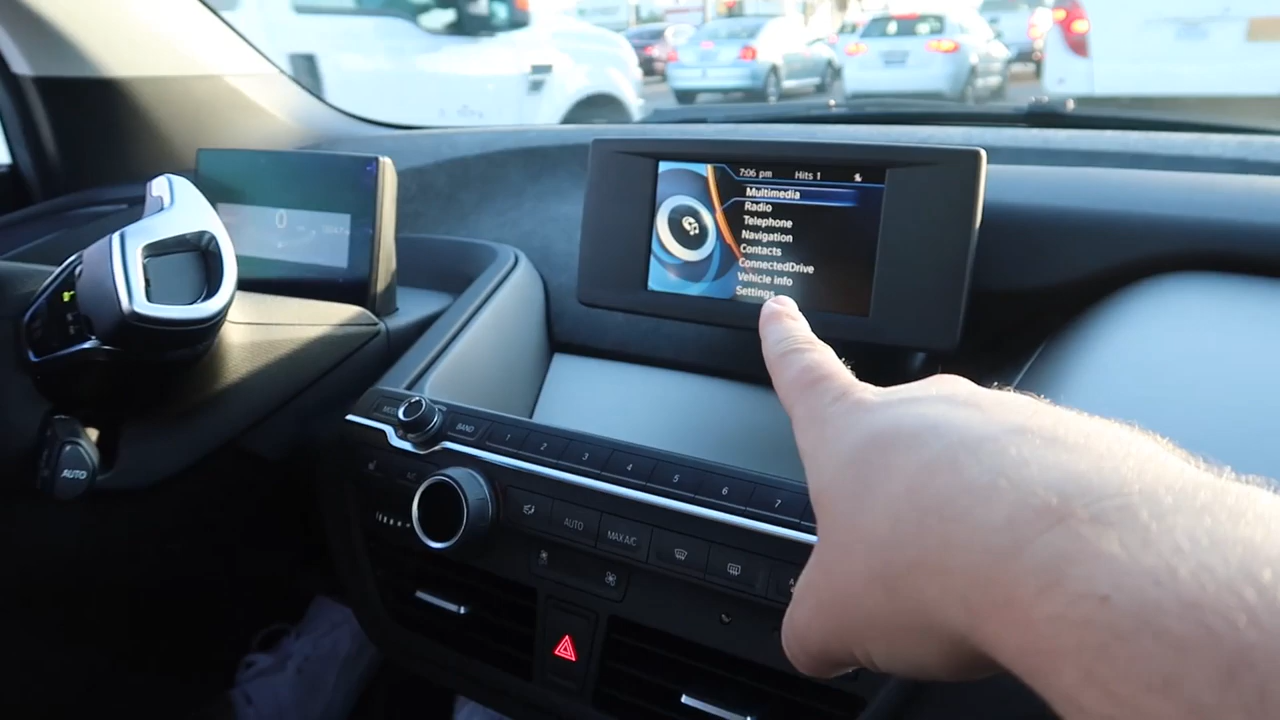 7:06 pm Hits 1
Multimedia
Radio
Telephone
Navigation
Contacts
ConnectedDrive
Vehicle info
Settings
0
BAND
1 2 3 4 5 6 7
AUTO MAX A/C
AUTO